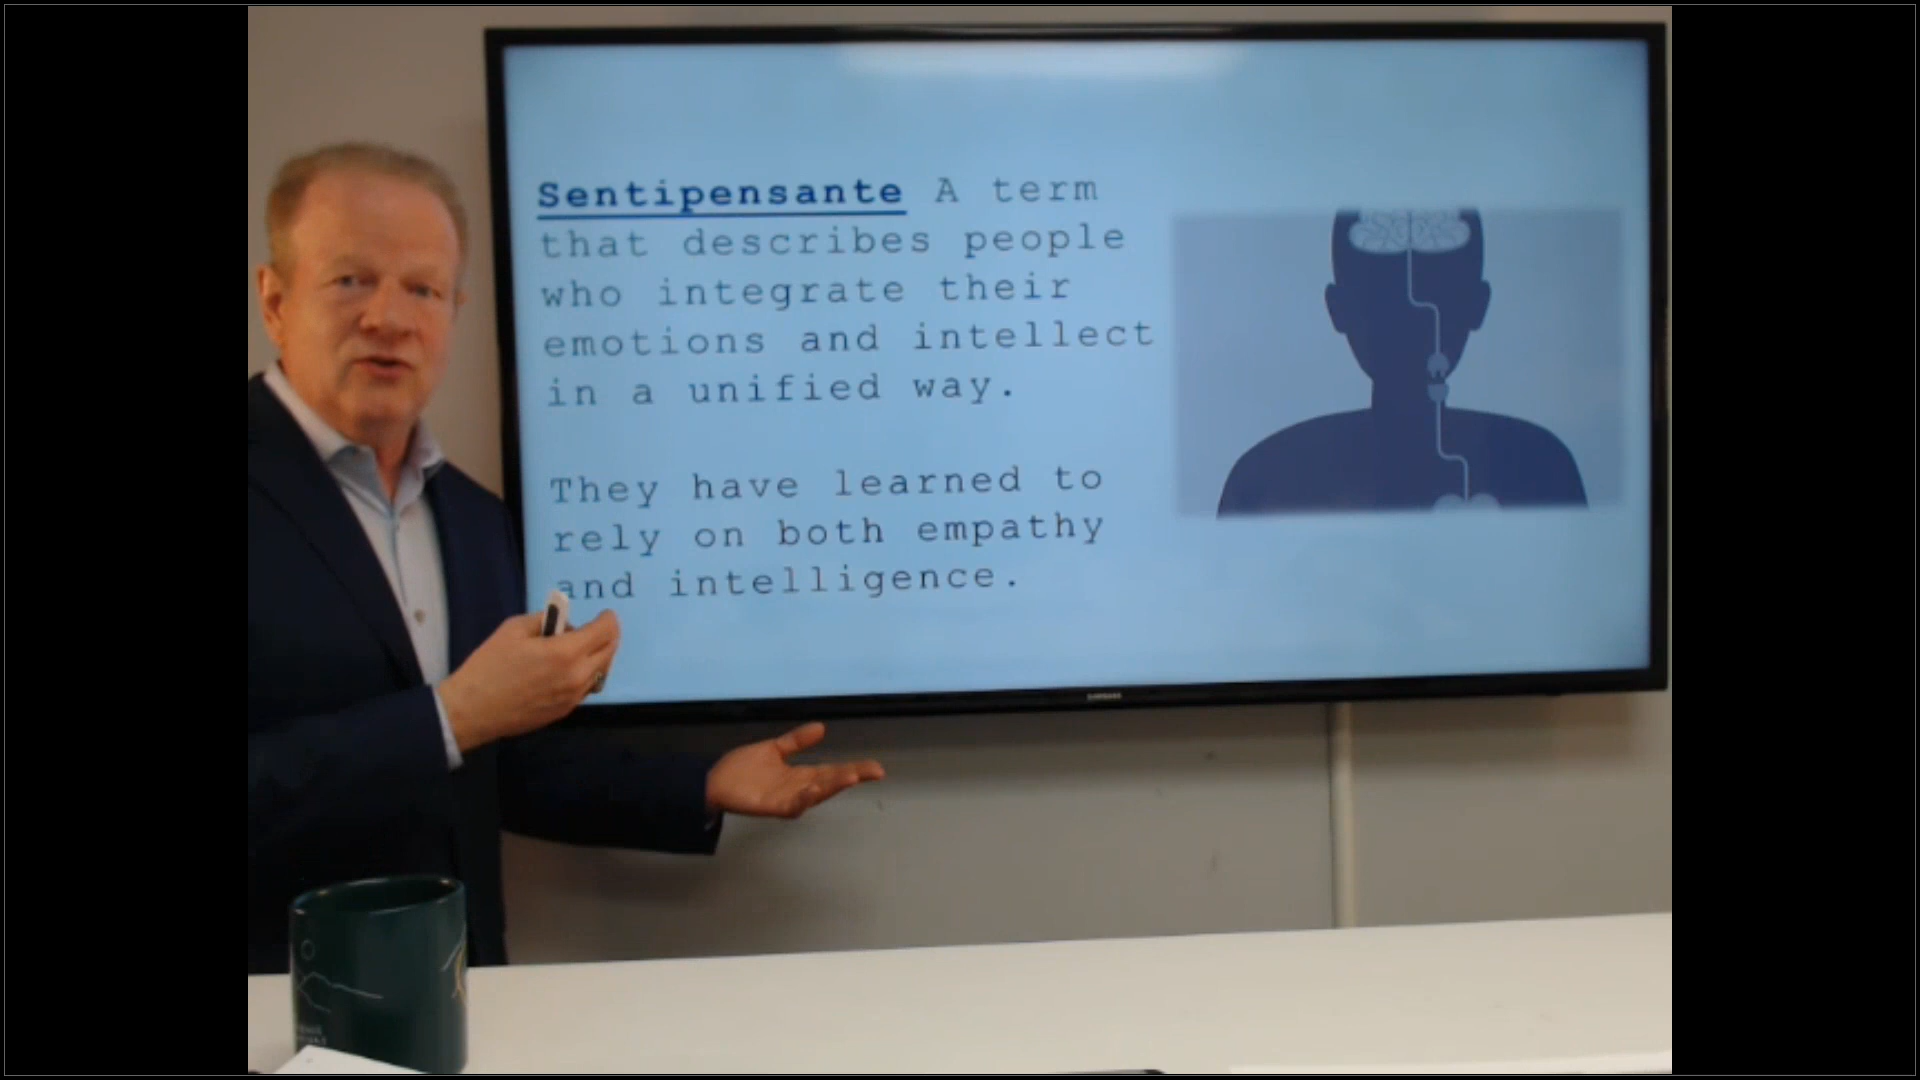 Sentipensante A term
that describes people
who integrate their
emotions and intellect
in a unified way.
They have learned to
rely on both empathy
and intelligence.
SAMSUNG